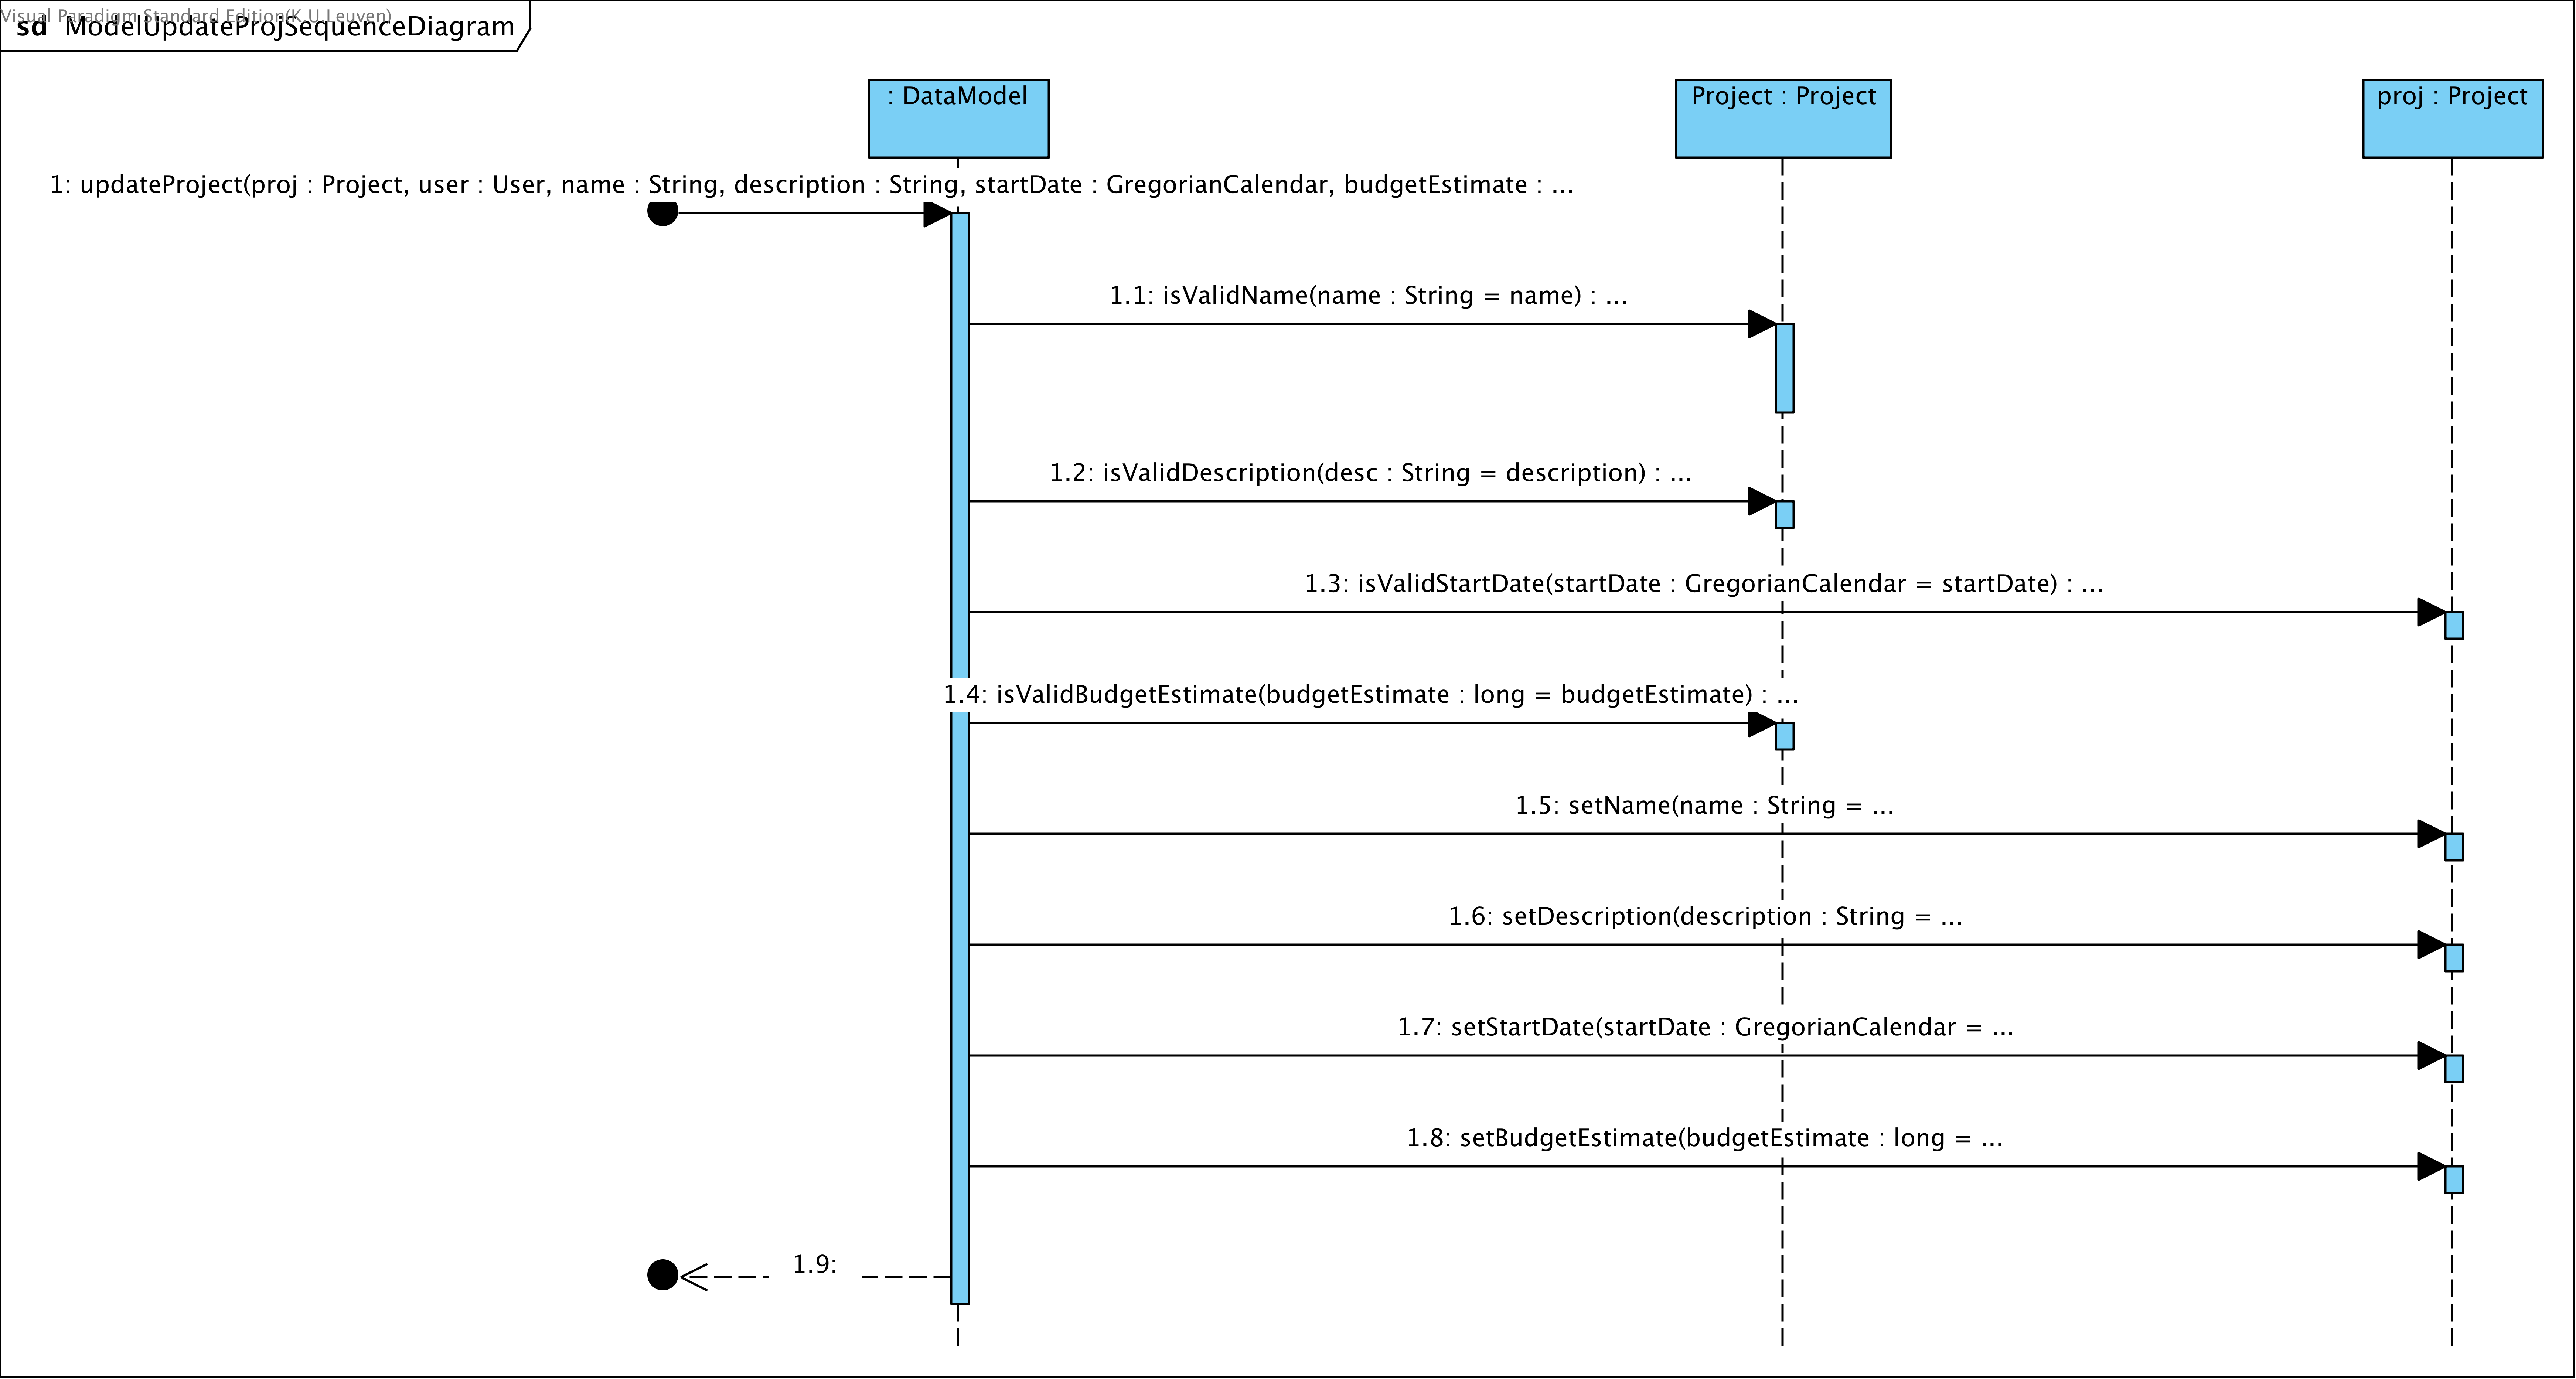 Visual Paradigm Standard Edition(K.U.Leuven)
sd ModelUpdateProjSequenceDiagram
: DataModel
Project : Project
proj : Project
1: updateProject(proj : Project, user : User, name : String, description : String, startDate : GregorianCalendar, budgetEstimate : ...
1.1: isValidName(name : String = name) : ...
1.2: isValidDescription(desc : String = description) : ...
1.3: isValidStartDate(startDate : GregorianCalendar = startDate) : ...
1.4: isValidBudgetEstimate(budgetEstimate : long = budgetEstimate) : ...
1.5: setName(name : String = ...
1.6: setDescription(description : String = ...
1.7: setStartDate(startDate : GregorianCalendar = ...
1.8: setBudgetEstimate(budgetEstimate : long = ...
1.9: